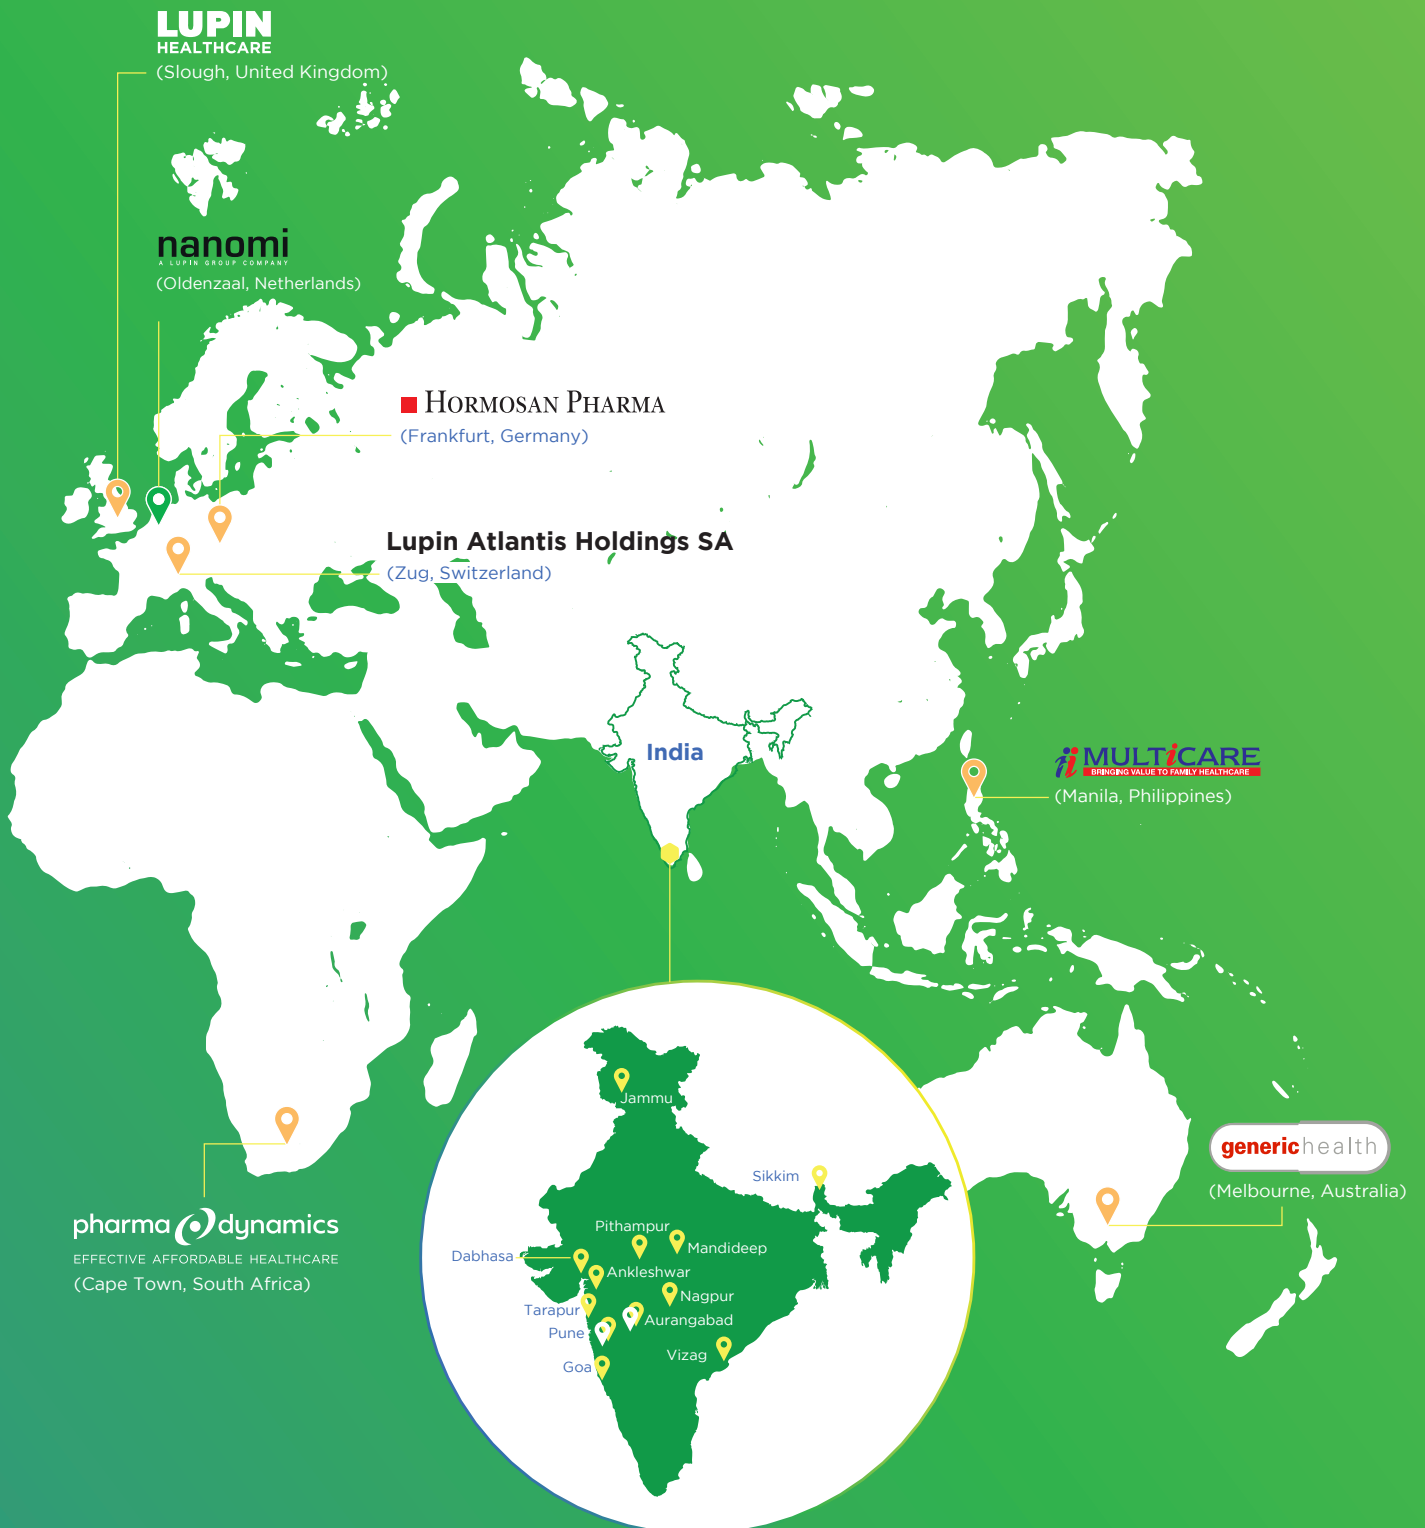 LUPIN
HEALTHCARE
(Slough, United Kingdom)
nanomi
A LUPIN GROUP COMPANY
(Oldenzaal, Netherlands)
HORMOSAN PHARMA
(Frankfurt, Germany)
Lupin Atlantis Holdings SA
(Zug, Switzerland)
India
MULTiCARE
BRINGING VALUE TO FAMILY HEALTHCARE
(Manila, Philippines)
generichealth
(Melbourne, Australia)
pharma dynamics
EFFECTIVE AFFORDABLE HEALTHCARE
(Cape Town, South Africa)
Jammu
Sikkim
Pithampur
Mandideep
Dabhasa
Ankleshwar
Nagpur
Tarapur
Aurangabad
Pune
Vizag
Goa